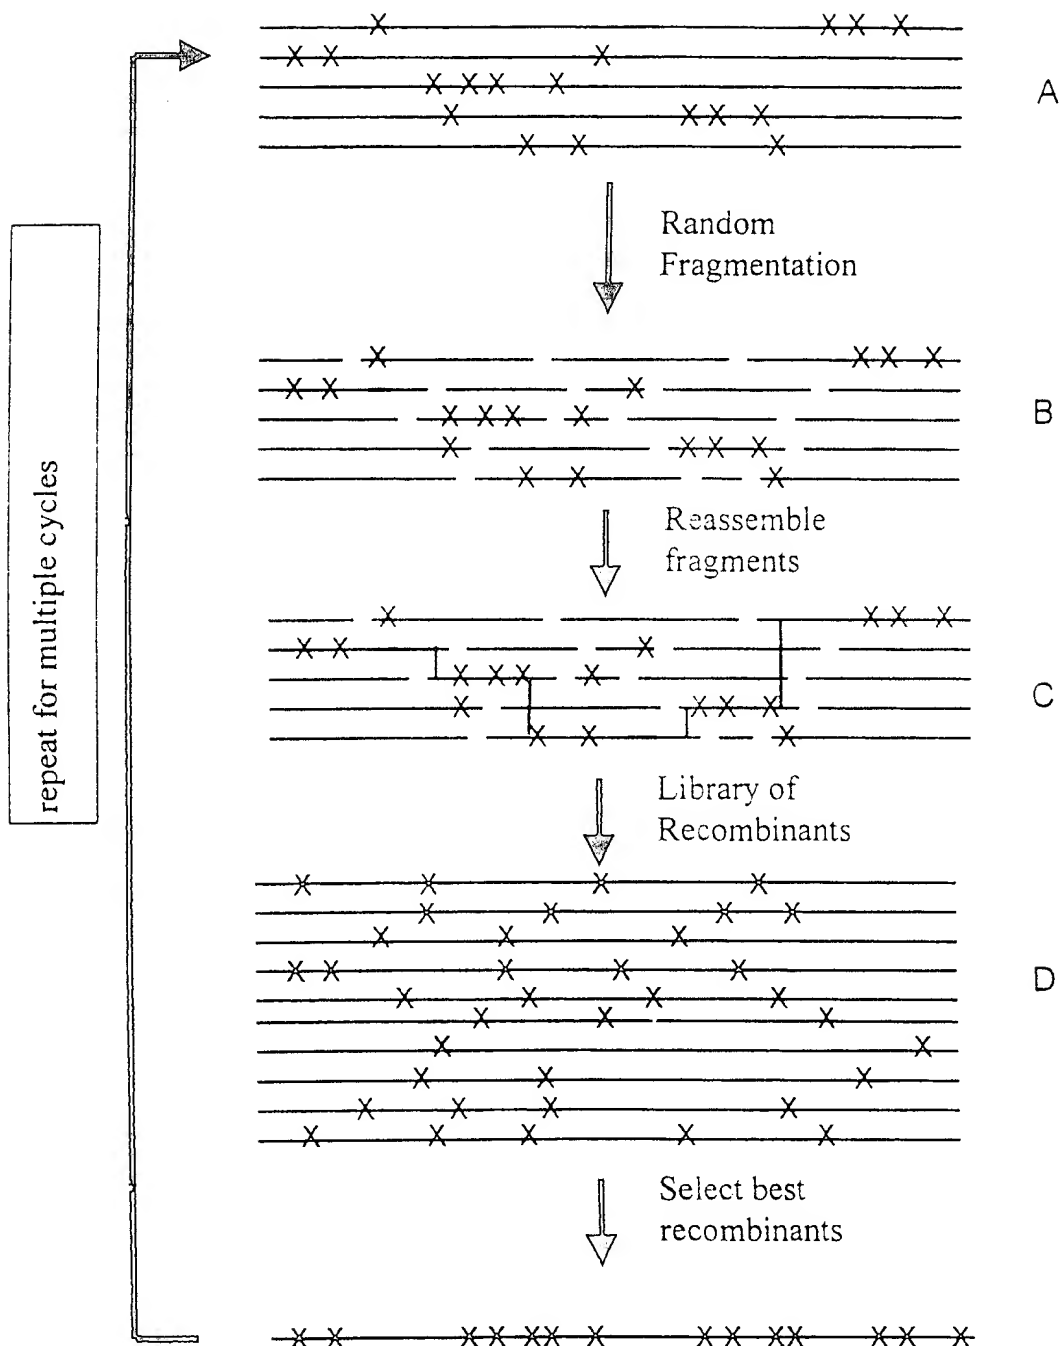 A
Random
Fragmentation
B
Reassemble
fragments
repeat for multiple cycles
C
Library of
Recombinants
D
Select best
recombinants